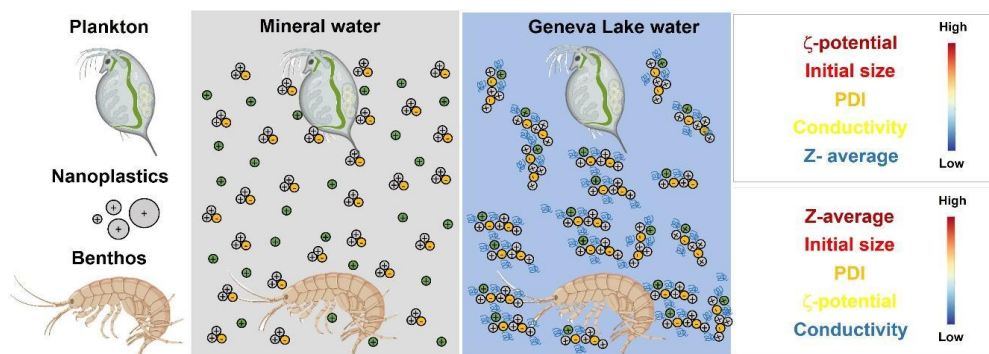 Plankton
Nanoplastics
Benthos
Mineral water
Geneva Lake water
High
ζ-potential
Initial size
PDI
Conductivity
Z- average
Low
High
Z-average
Initial size
PDI
ζ-potential
Conductivity
Low